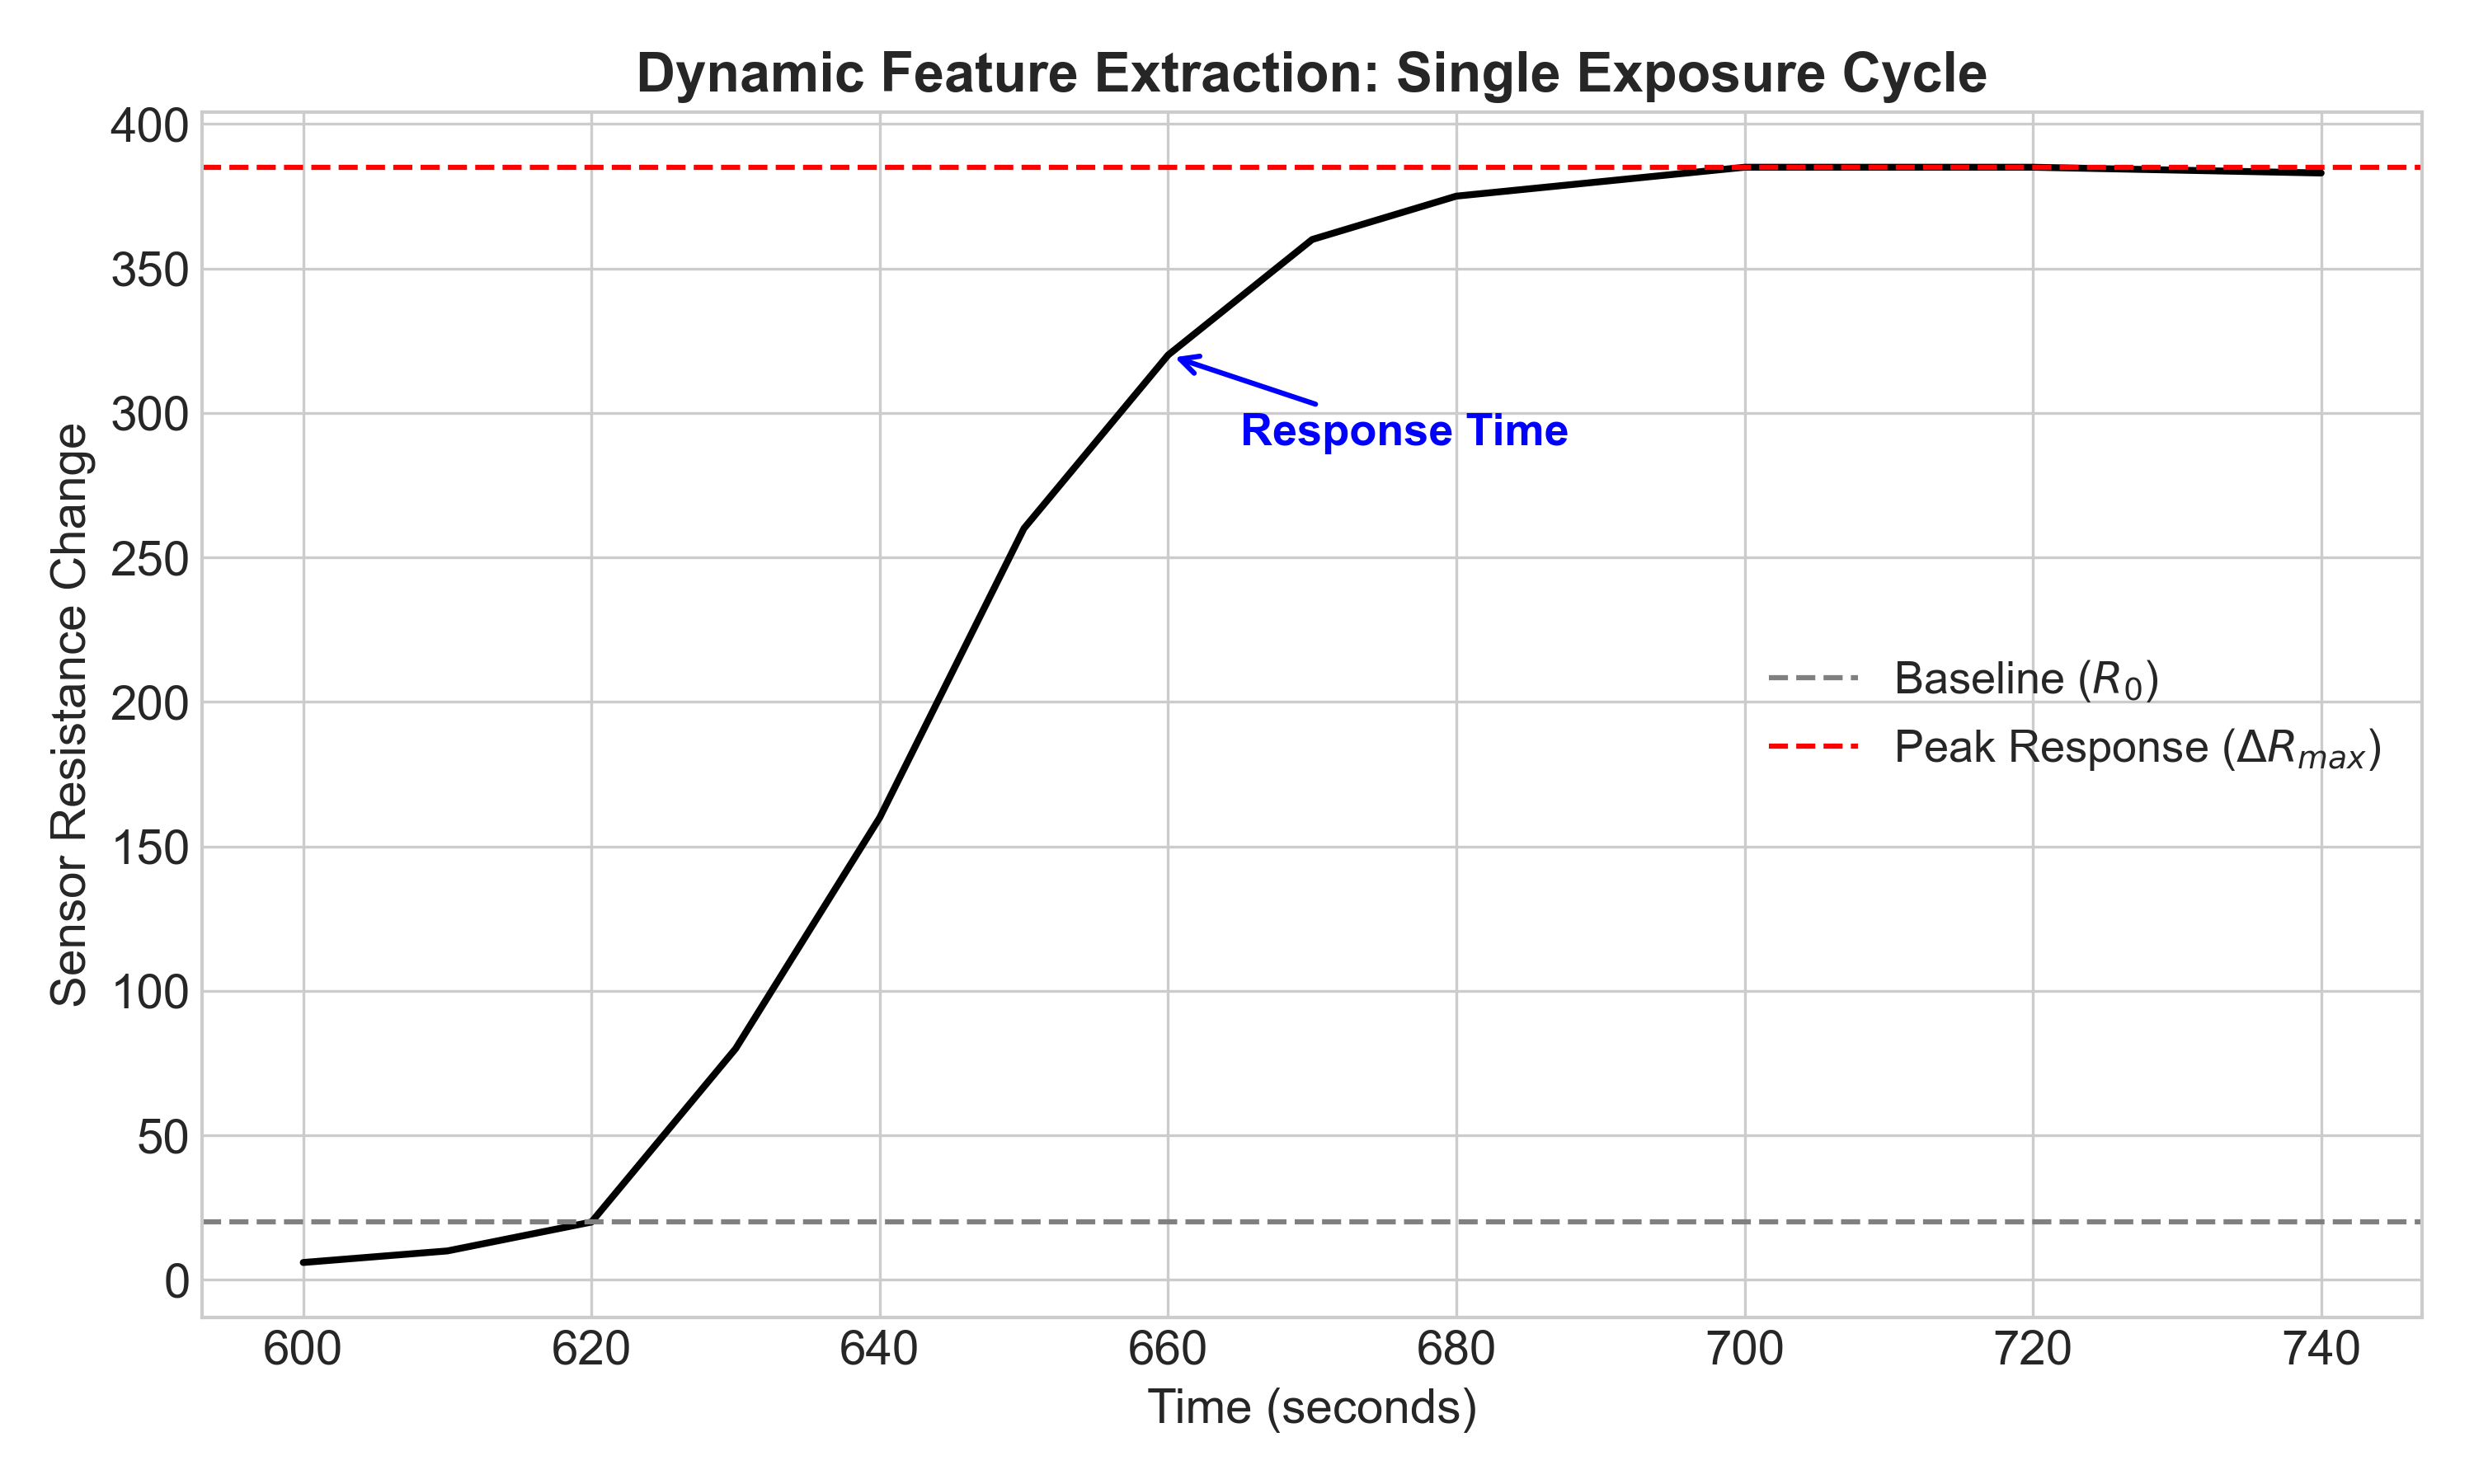 Dynamic Feature Extraction: Single Exposure Cycle
Sensor Resistance Change
400
350
300
250
200
150
100
50
0
Response Time
Baseline (R₀)
Peak Response (ΔRₘₐₓ)
600 620 640 660 680 700 720 740
Time (seconds)